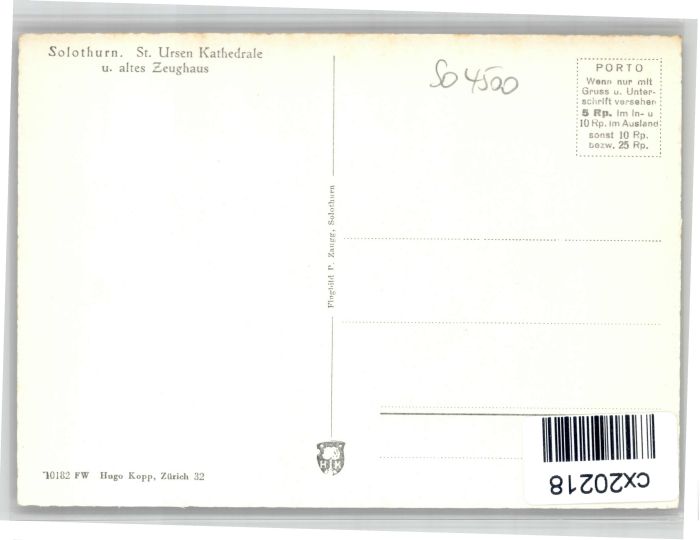 Solothurn. St. Ursen Kathedrale
u. altes Zeughaus
So 4500
PORTO
Wenn nur mit
Gruss u. Unter-
schrift versehen
5 Rp. im In- u
10 Rp. im Ausland
sonst 10 Rp.
bezw. 25 Rp.
Flugbild P. Zaugg, Solothurn
HK
10182 FW Hugo Kopp, Zürich 32
cx20218